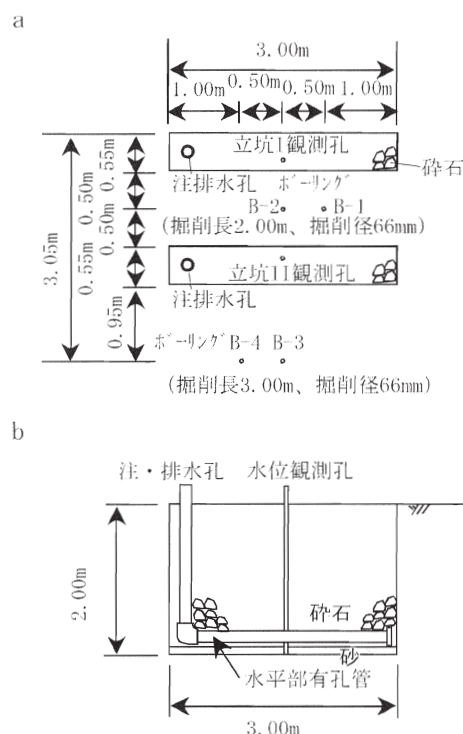 a
3.00m
1.00m 0.50m 0.50m 1.00m
立坑I観測孔
砕石
注排水孔 ボーリング
B-2 B-1
(掘削長2.00m、掘削径66mm)
立坑II観測孔
注排水孔
ボーリングB-4 B-3
(掘削長3.00m、掘削径66mm)
3.05m
0.55m
0.50m
0.50m
0.55m
0.95m
b
注・排水孔 水位観測孔
2.00m
砕石
砂
水平部有孔管
3.00m